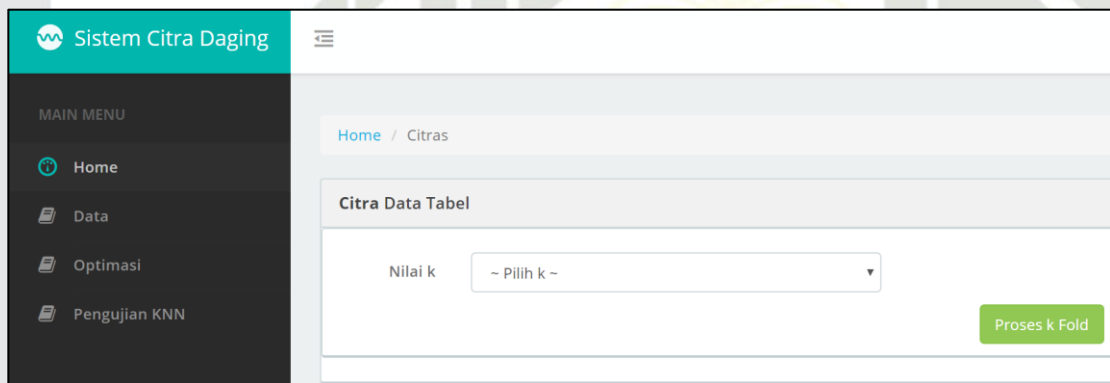 Sistem Citra Daging
MAIN MENU
Home
Data
Optimasi
Pengujian KNN
Home / Citras
Citra Data Tabel
Nilai k
~ Pilih k ~
Proses k Fold